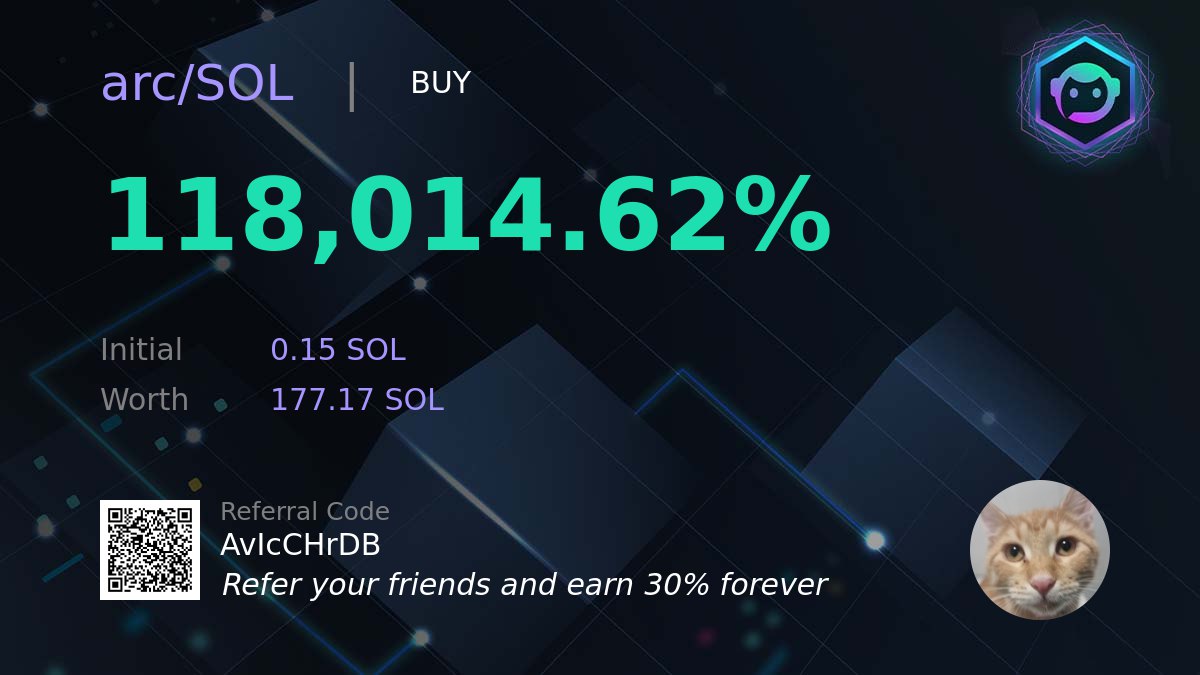 arc/SOL | BUY
118,014.62%
Initial 0.15 SOL
Worth 177.17 SOL
Referral Code
AvIcCHrDB
Refer your friends and earn 30% forever